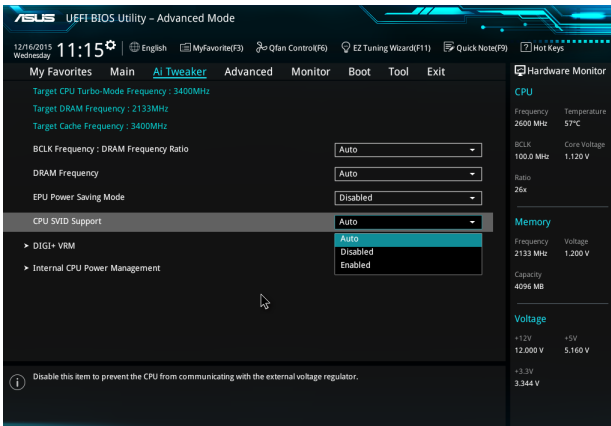 ASUS UEFI BIOS Utility – Advanced Mode
12/16/2015
Wednesday
11:15
English
MyFavorite(F3)
Qfan Control(F6)
EZ Tuning Wizard(F11)
Quick Note(F9)
Hot Keys
My Favorites Main Ai Tweaker Advanced Monitor Boot Tool Exit
Hardware Monitor
Target CPU Turbo-Mode Frequency : 3400MHz
Target DRAM Frequency : 2133MHz
Target Cache Frequency : 3400MHz
BCLK Frequency : DRAM Frequency Ratio Auto
DRAM Frequency Auto
EPU Power Saving Mode Disabled
CPU SVID Support Auto
Auto
Disabled
Enabled
DIGI+ VRM
Internal CPU Power Management
Disable this item to prevent the CPU from communicating with the external voltage regulator.
CPU
Frequency Temperature
2600 MHz 57°C
BCLK Core Voltage
100.0 MHz 1.120 V
Ratio
26x
Memory
Frequency Voltage
2133 MHz 1.200 V
Capacity
4096 MB
Voltage
+12V +5V
12.000 V 5.160 V
+3.3V
3.344 V